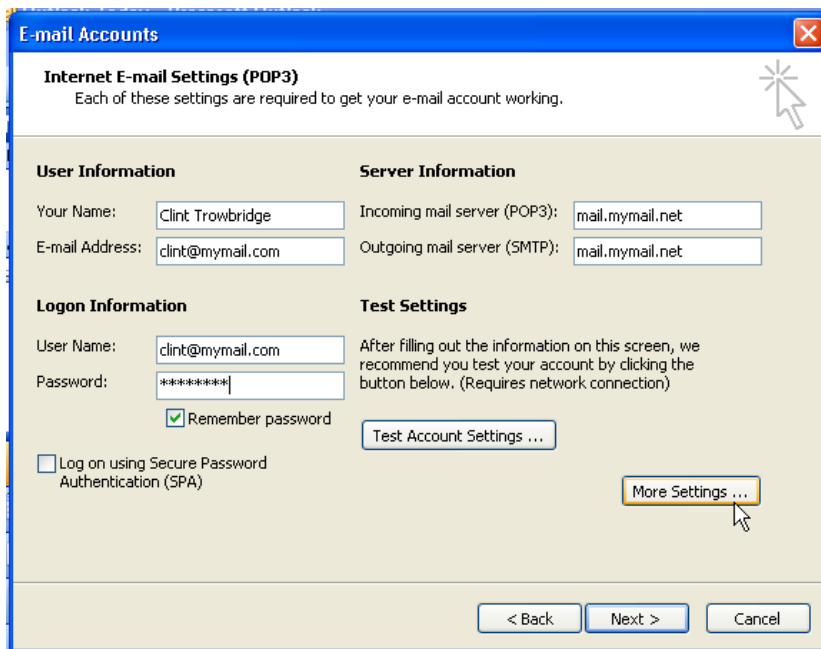 E-mail Accounts
Internet E-mail Settings (POP3)
Each of these settings are required to get your e-mail account working.
User Information
Your Name: Clint Trowbridge
E-mail Address: clint@mymail.com
Server Information
Incoming mail server (POP3): mail.mymail.net
Outgoing mail server (SMTP): mail.mymail.net
Logon Information
User Name: clint@mymail.com
Password: ********
Remember password
Log on using Secure Password
Authentication (SPA)
Test Settings
After filling out the information on this screen, we
recommend you test your account by clicking the
button below. (Requires network connection)
Test Account Settings ...
More Settings ...
< Back Next > Cancel